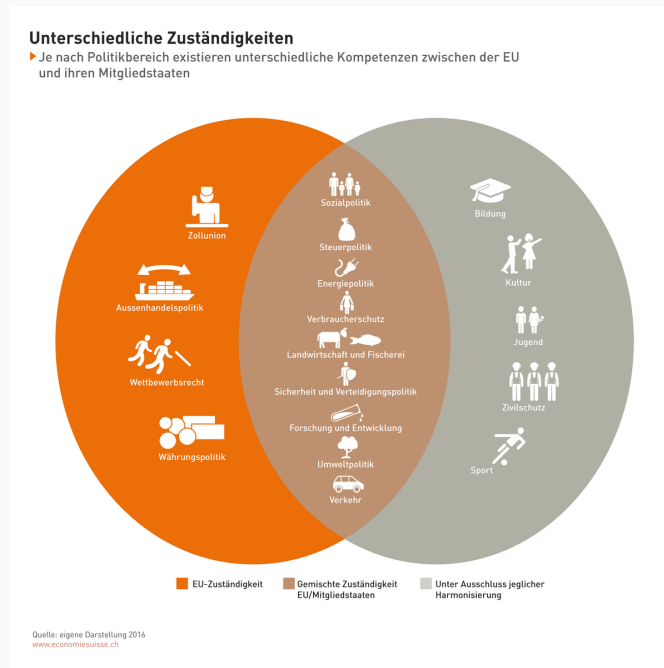 Unterschiedliche Zuständigkeiten
Je nach Politikbereich existieren unterschiedliche Kompetenzen zwischen der EU
und ihren Mitgliedstaaten
Zollunion
Aussenhandelspolitik
Wettbewerbsrecht
Währungspolitik
Sozialpolitik
Steuerpolitik
Energiepolitik
Verbraucherschutz
Landwirtschaft und Fischerei
Sicherheit und Verteidigungspolitik
Forschung und Entwicklung
Umweltpolitik
Verkehr
Bildung
Kultur
Jugend
Zivilschutz
Sport
EU-Zuständigkeit
Gemischte Zuständigkeit
EU/Mitgliedstaaten
Unter Ausschluss jeglicher
Harmonisierung
Quelle: eigene Darstellung 2016
www.economiesuisse.ch